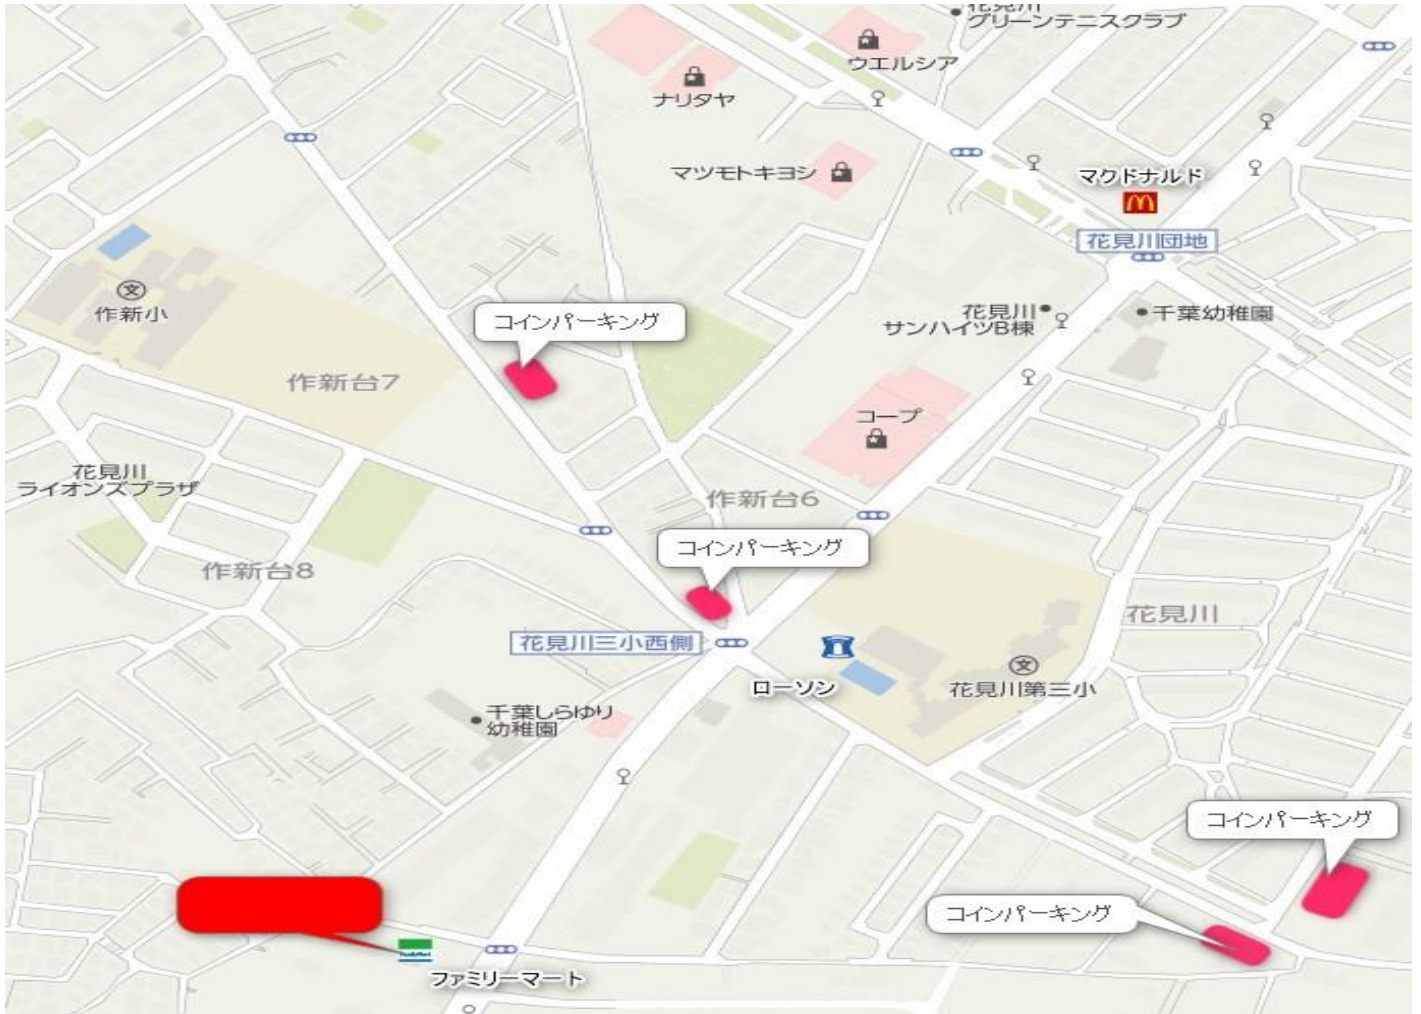 花見川
グリーンテニスクラブ
ウエルシア
ナリタヤ
マツモトキヨシ
マクドナルド
花見川団地
文
作新小
コインパーキング
花見川
サンハイツB棟
千葉幼稚園
作新台7
コープ
花見川
ライオンズプラザ
作新台6
コインパーキング
作新台8
花見川
花見川三小西側
ローソン
文
花見川第三小
千葉しらゆり
幼稚園
コインパーキング
コインパーキング
ファミリーマート